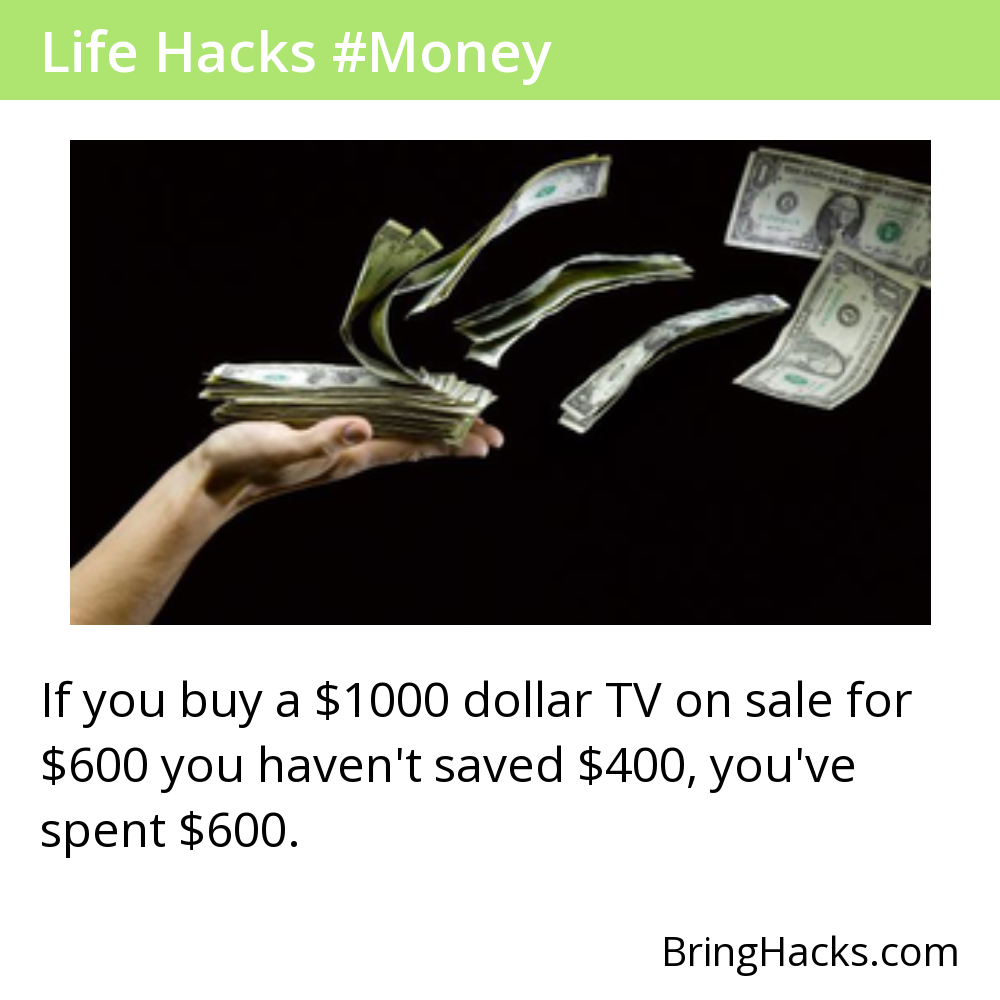 Life Hacks #Money
If you buy a $1000 dollar TV on sale for
$600 you haven't saved $400, you've
spent $600.
BringHacks.com